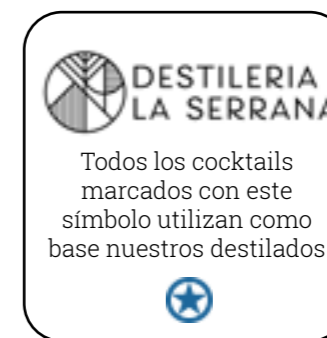 DESTILERIA
LA SERRANA
Todos los cocktails
marcados con este
símbolo utilizan como
base nuestros destilados